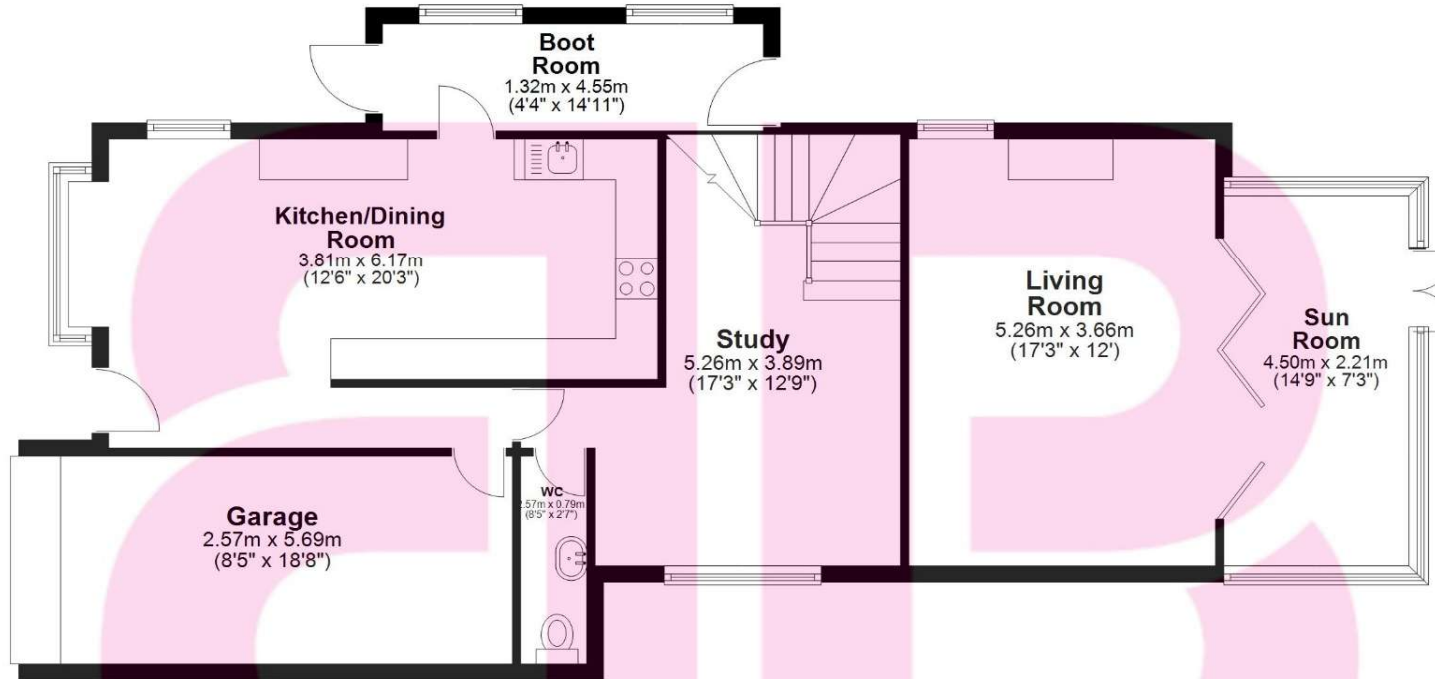 Boot
Room
1.32m x 4.55m
(4'4" x 14'11")
Kitchen/Dining
Room
3.81m x 6.17m
(12'6" x 20'3")
Study
5.26m x 3.89m
(17'3" x 12'9")
Living
Room
5.26m x 3.66m
(17'3" x 12')
Sun
Room
4.50m x 2.21m
(14'9" x 7'3")
Garage
2.57m x 5.69m
(8'5" x 18'8")
WC
2.57m x 0.79m
(8'5" x 2'7")